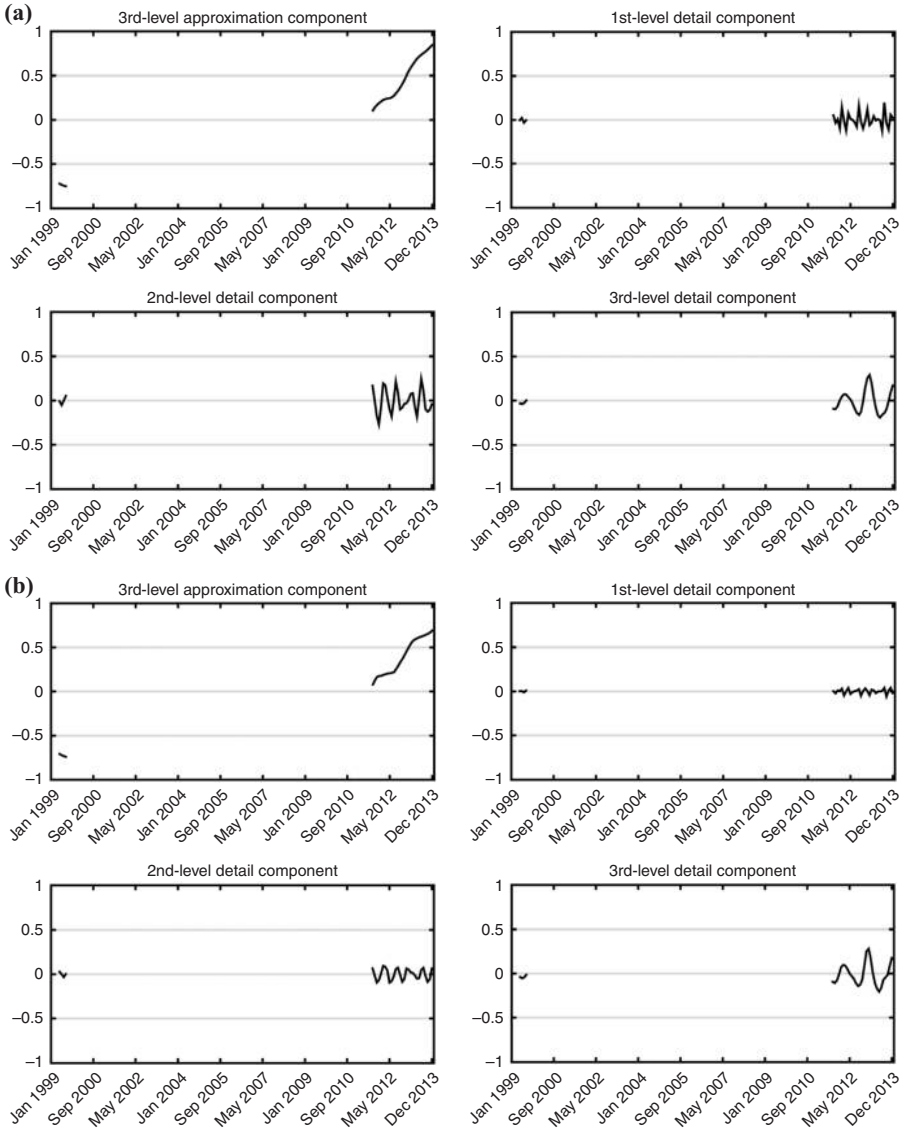 (a)
3rd-level approximation component
1
0.5
0
−0.5
−1
Jan 1999
Sep 2000
May 2002
Jan 2004
Sep 2005
May 2007
Jan 2009
Sep 2010
May 2012
Dec 2013
1st-level detail component
1
0.5
0
−0.5
−1
Jan 1999
Sep 2000
May 2002
Jan 2004
Sep 2005
May 2007
Jan 2009
Sep 2010
May 2012
Dec 2013
2nd-level detail component
1
0.5
0
−0.5
−1
Jan 1999
Sep 2000
May 2002
Jan 2004
Sep 2005
May 2007
Jan 2009
Sep 2010
May 2012
Dec 2013
3rd-level detail component
1
0.5
0
−0.5
−1
Jan 1999
Sep 2000
May 2002
Jan 2004
Sep 2005
May 2007
Jan 2009
Sep 2010
May 2012
Dec 2013
(b)
3rd-level approximation component
1
0.5
0
−0.5
−1
Jan 1999
Sep 2000
May 2002
Jan 2004
Sep 2005
May 2007
Jan 2009
Sep 2010
May 2012
Dec 2013
1st-level detail component
1
0.5
0
−0.5
−1
Jan 1999
Sep 2000
May 2002
Jan 2004
Sep 2005
May 2007
Jan 2009
Sep 2010
May 2012
Dec 2013
2nd-level detail component
1
0.5
0
−0.5
−1
Jan 1999
Sep 2000
May 2002
Jan 2004
Sep 2005
May 2007
Jan 2009
Sep 2010
May 2012
Dec 2013
3rd-level detail component
1
0.5
0
−0.5
−1
Jan 1999
Sep 2000
May 2002
Jan 2004
Sep 2005
May 2007
Jan 2009
Sep 2010
May 2012
Dec 2013